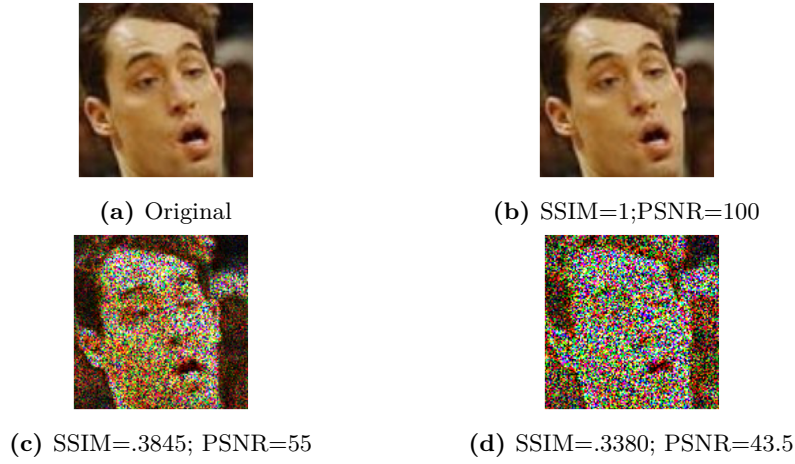 (a) Original
(b) SSIM=1;PSNR=100
(c) SSIM=.3845; PSNR=55
(d) SSIM=.3380; PSNR=43.5